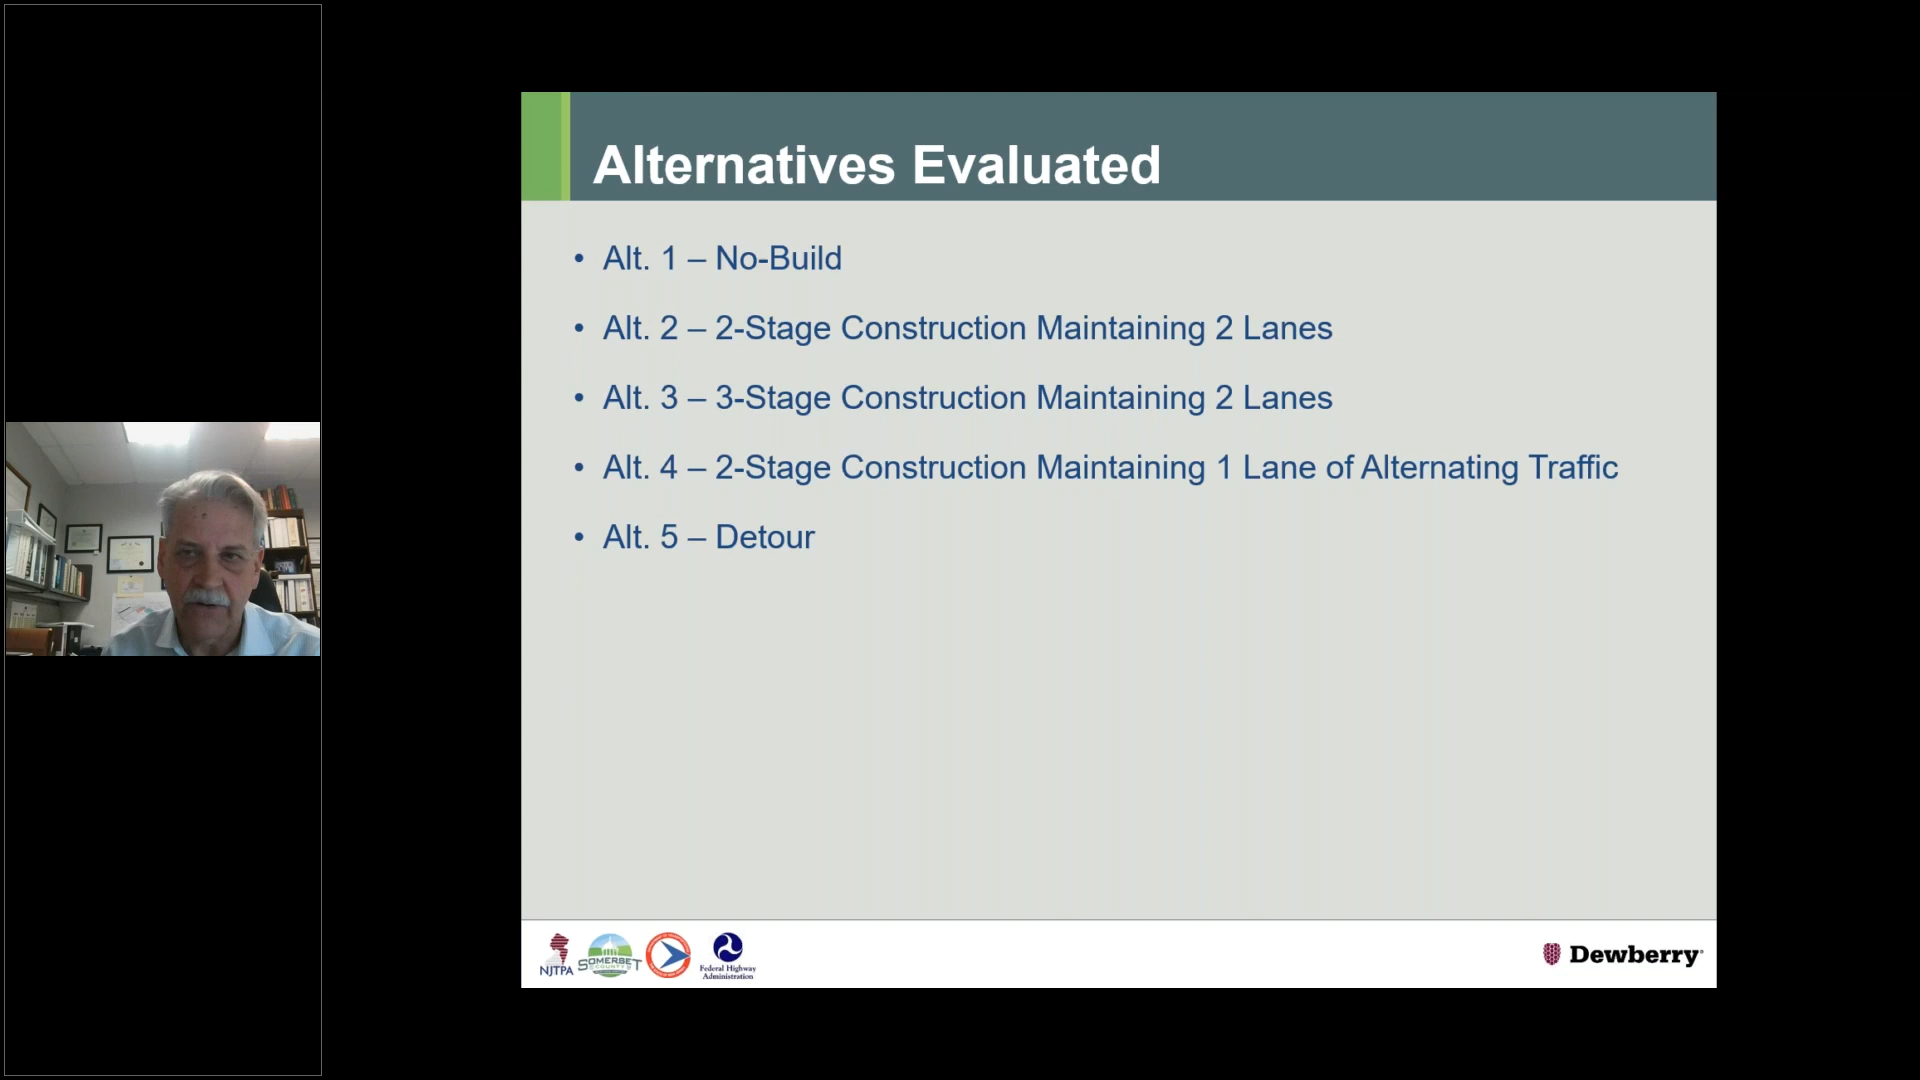 Alternatives Evaluated
• Alt. 1 – No-Build
• Alt. 2 – 2-Stage Construction Maintaining 2 Lanes
• Alt. 3 – 3-Stage Construction Maintaining 2 Lanes
• Alt. 4 – 2-Stage Construction Maintaining 1 Lane of Alternating Traffic
• Alt. 5 – Detour
NJTPA
SOMERSET
COUNTY
Federal Highway
Administration
Dewberry